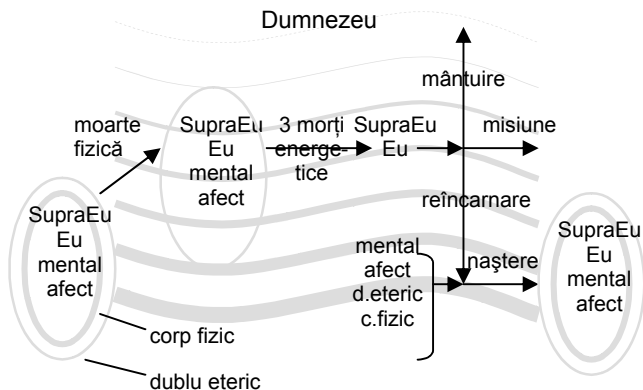 Dumnezeu
mântuire
moarte
fizică
SupraEu
Eu
mental
afect
3 morți
energe-
tice
SupraEu
Eu
misiune
reîncarnare
SupraEu
Eu
mental
afect
mental
afect
d.eteric
c.fizic
naștere
SupraEu
Eu
mental
afect
corp fizic
dublu eteric